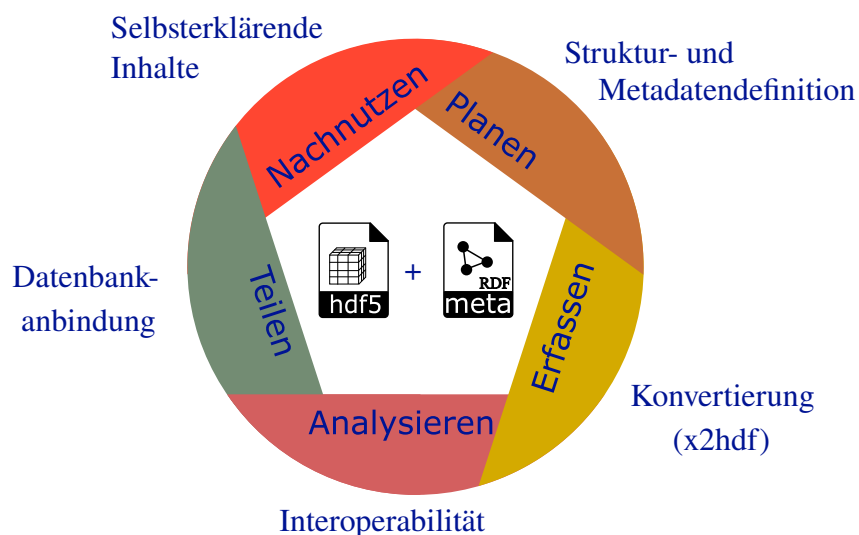 Selbsterklärende
Inhalte
Struktur- und
Metadatendefinition
Nachnutzen
Planen
Datenbank-
anbindung
Teilen
hdf5
+
RDF
meta
Erfassen
Analysieren
Konvertierung
(x2hdf)
Interoperabilität